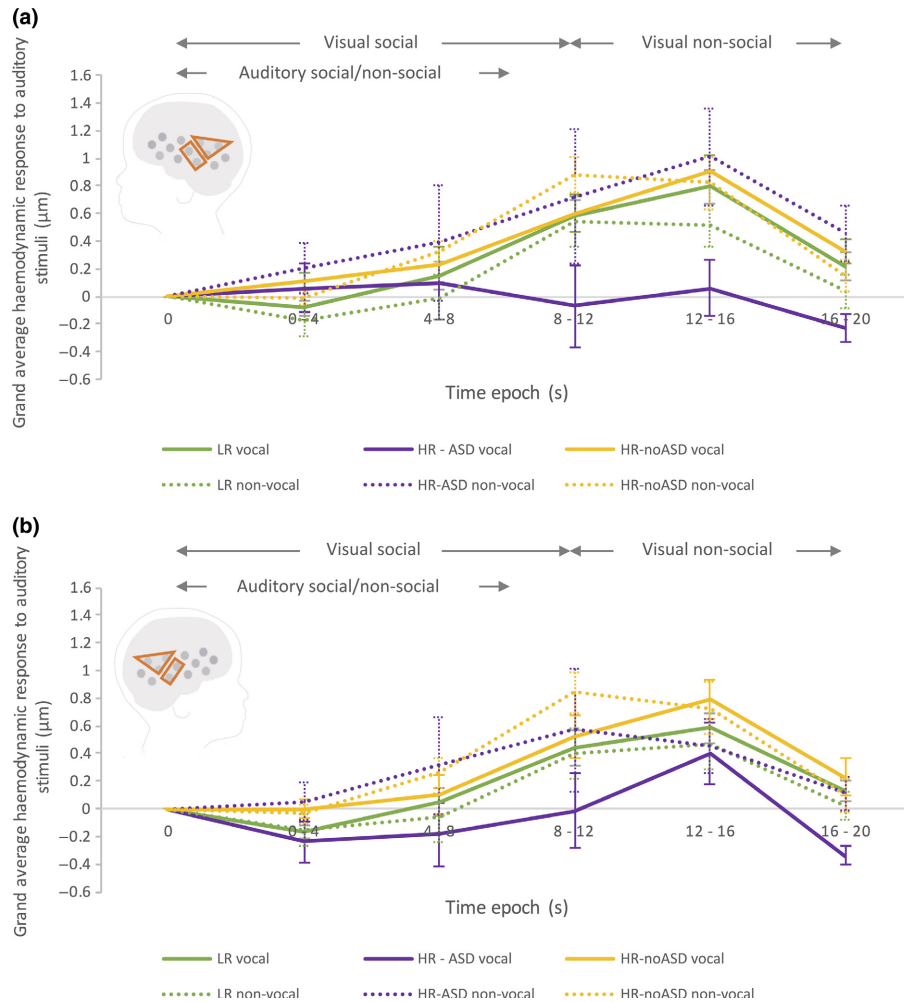 (a)
Visual social
Visual non-social
Auditory social/non-social
Grand average haemodynamic response to auditory
stimuli (µm)
1.6
1.4
1.2
1
0.8
0.6
0.4
0.2
0
−0.2
−0.4
−0.6
0
0 - 4
4 - 8
8 -12
12 - 16
16 - 20
Time epoch (s)
LR vocal
HR - ASD vocal
HR-noASD vocal
LR non-vocal
HR-ASD non-vocal
HR-noASD non-vocal
(b)
Visual social
Visual non-social
Auditory social/non-social
Grand average haemodynamic response to auditory
stimuli (µm)
1.6
1.4
1.2
1
0.8
0.6
0.4
0.2
0
−0.2
−0.4
−0.6
0
0 - 4
4 - 8
8 -12
12 - 16
16 - 20
Time epoch (s)
LR vocal
HR - ASD vocal
HR-noASD vocal
LR non-vocal
HR-ASD non-vocal
HR-noASD non-vocal